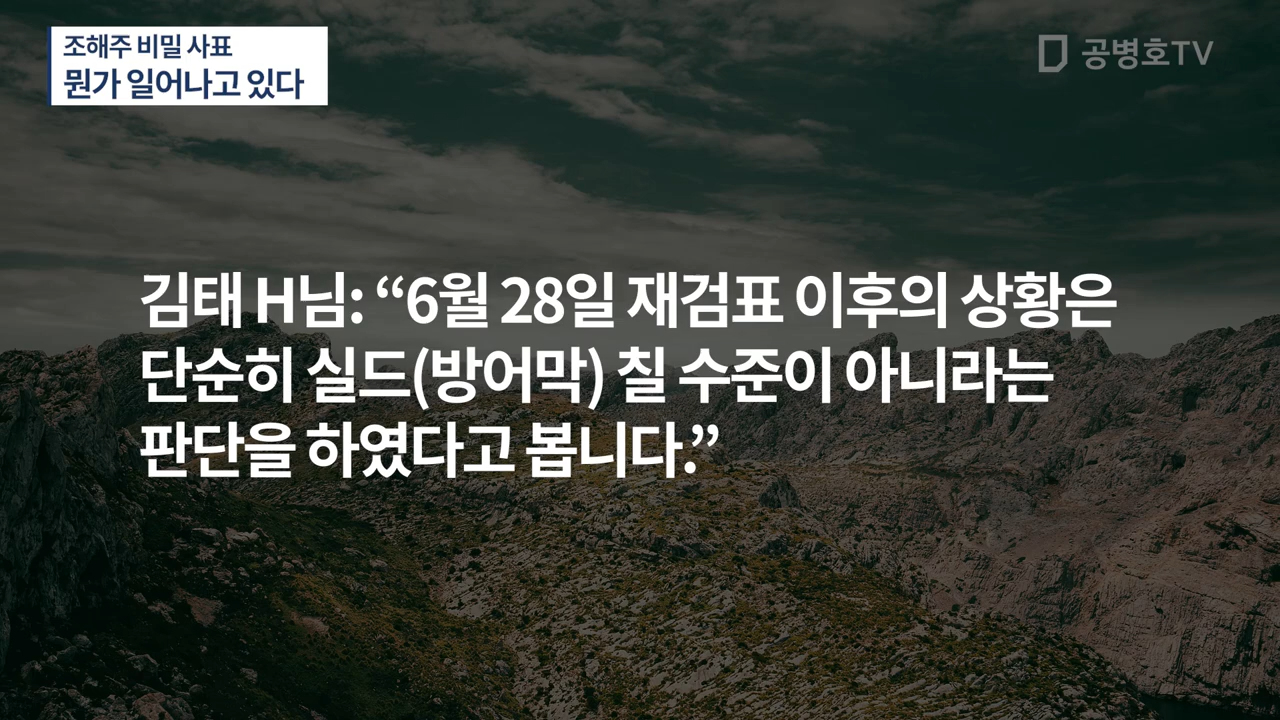 조해주 비밀 사표
뭔가 일어나고 있다
공병호TV
김태 H님: “6월 28일 재검표 이후의 상황은
단순히 실드(방어막) 칠 수준이 아니라는
판단을 하였다고 봅니다.”